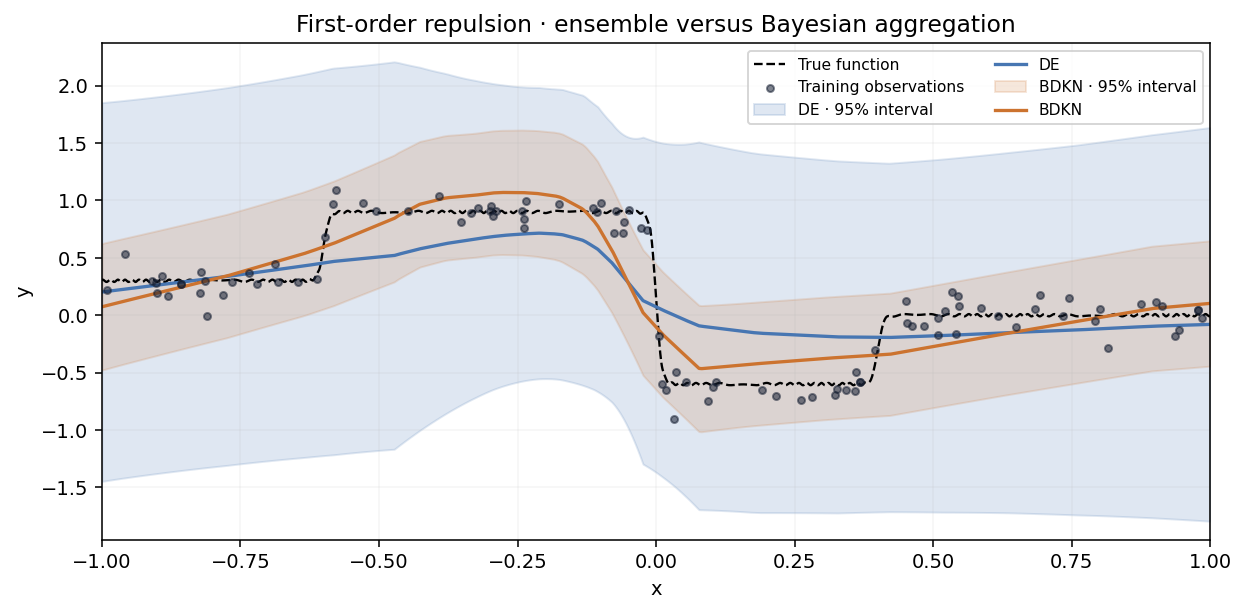 First-order repulsion · ensemble versus Bayesian aggregation
True function
Training observations
DE · 95% interval
DE
BDKN · 95% interval
BDKN
2.0
1.5
1.0
0.5
0.0
−0.5
−1.0
−1.5
y
−1.00 −0.75 −0.50 −0.25 0.00 0.25 0.50 0.75 1.00
x